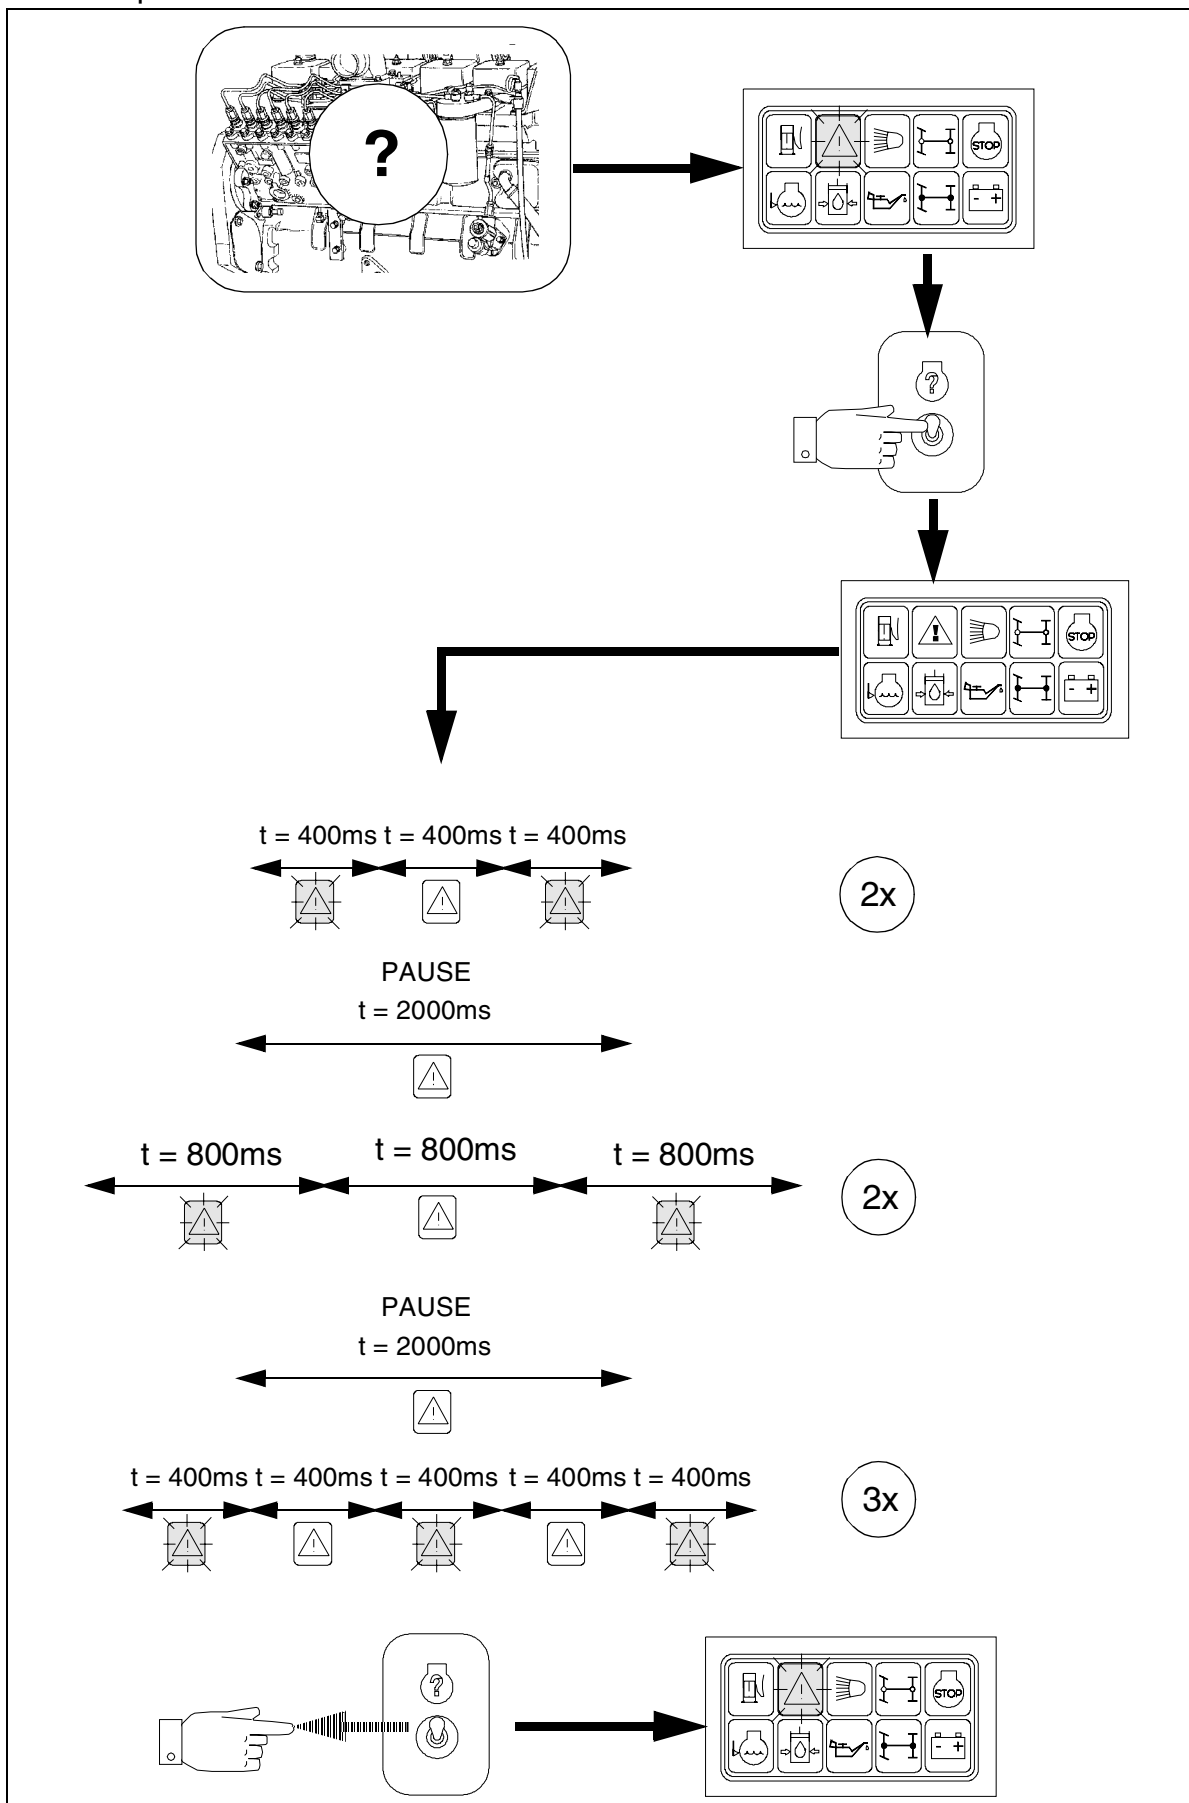 ?
STOP
- +
?
STOP
- +
t = 400ms t = 400ms t = 400ms
2x
PAUSE
t = 2000ms
t = 800ms t = 800ms t = 800ms
2x
PAUSE
t = 2000ms
t = 400ms t = 400ms t = 400ms t = 400ms t = 400ms
3x
?
STOP
- +